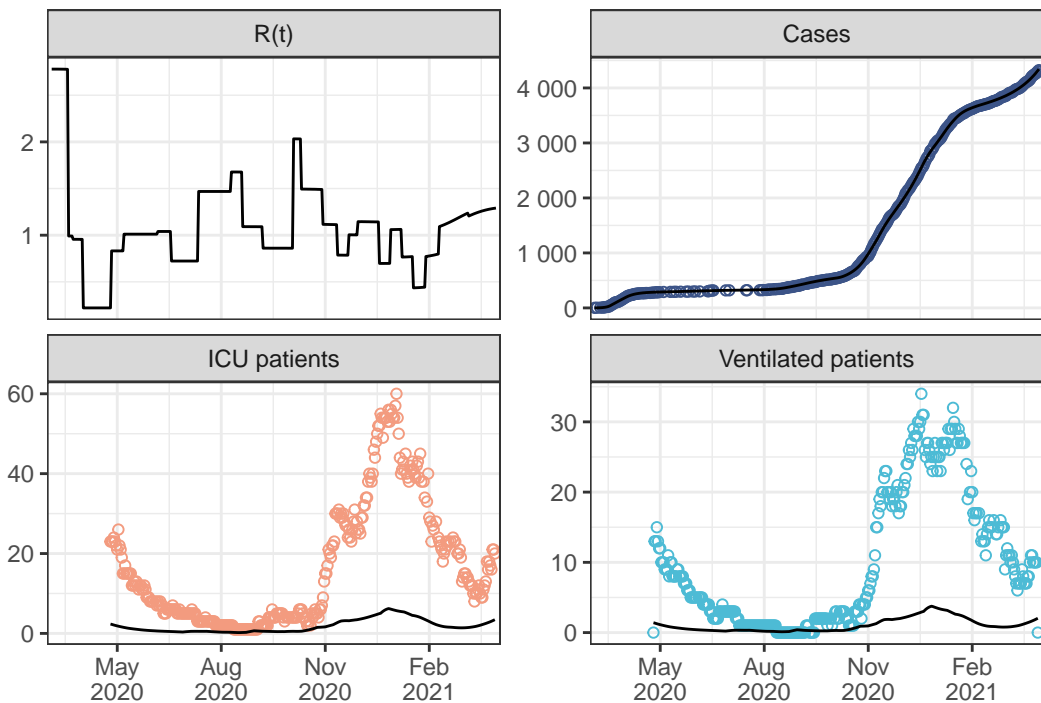 R(t)
Cases
2
1
4 000
3 000
2 000
1 000
0
ICU patients
Ventilated patients
60
40
20
0
30
20
10
0
May Aug Nov Feb
2020 2020 2020 2021
May Aug Nov Feb
2020 2020 2020 2021